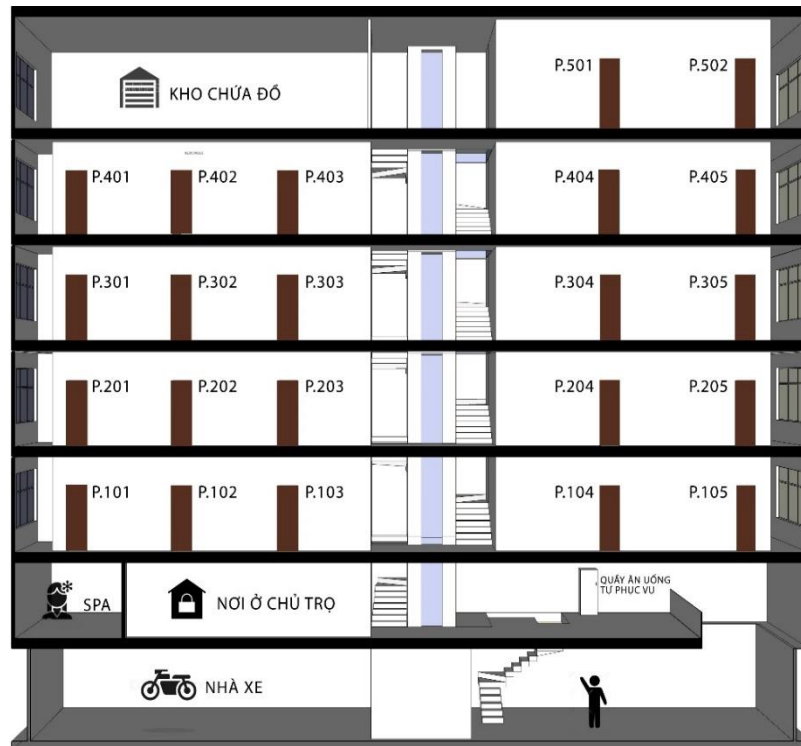 KHO CHỨA ĐỒ
P.501
P.502
P.401
P.402
P.403
P.404
P.405
P.301
P.302
P.303
P.304
P.305
P.201
P.202
P.203
P.204
P.205
P.101
P.102
P.103
P.104
P.105
SPA
NƠI Ở CHỦ TRỌ
QUẦY ĂN UỐNG
TỰ PHỤC VỤ
NHÀ XE